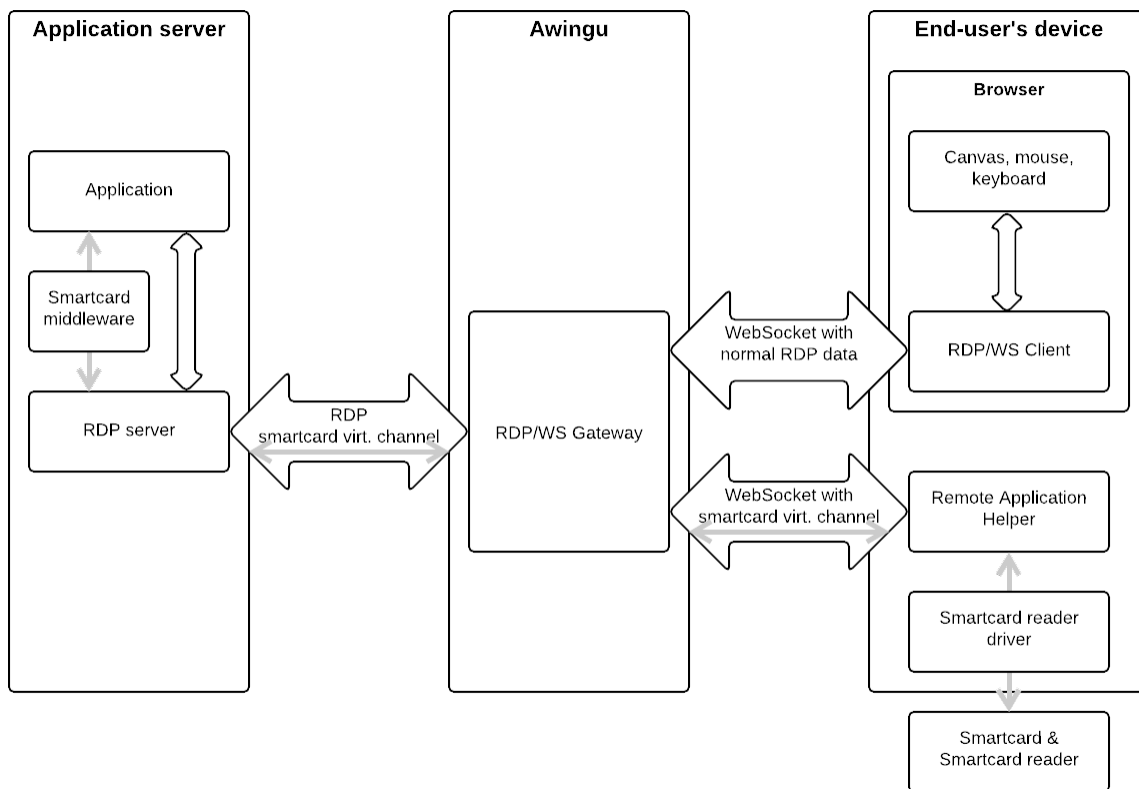 Application server
Awingu
End-user's device
Browser
Canvas, mouse,
keyboard
Application
Smartcard
middleware
WebSocket with
normal RDP data
RDP/WS Client
RDP server
RDP
smartcard virt. channel
RDP/WS Gateway
WebSocket with
smartcard virt. channel
Remote Application
Helper
Smartcard reader
driver
Smartcard &
Smartcard reader